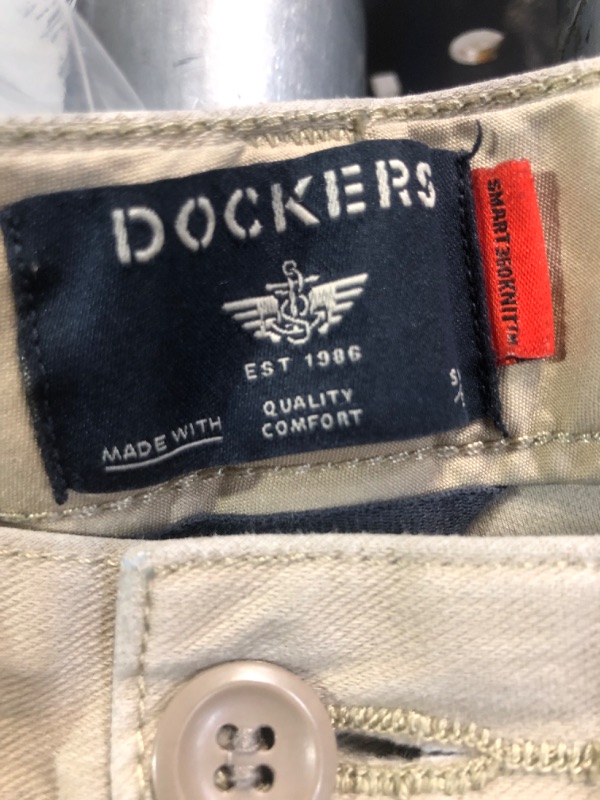 DOCKERS
EST 1986
QUALITY
COMFORT
MADE WITH
SMART 360 KNIT™